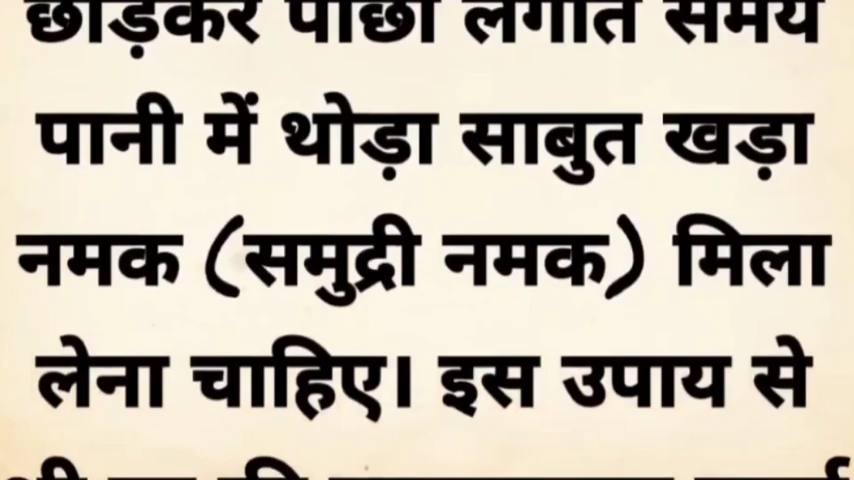 छोड़कर पोछा लगाते समय
पानी में थोड़ा साबुत खड़ा
नमक (समुद्री नमक) मिला
लेना चाहिए। इस उपाय से